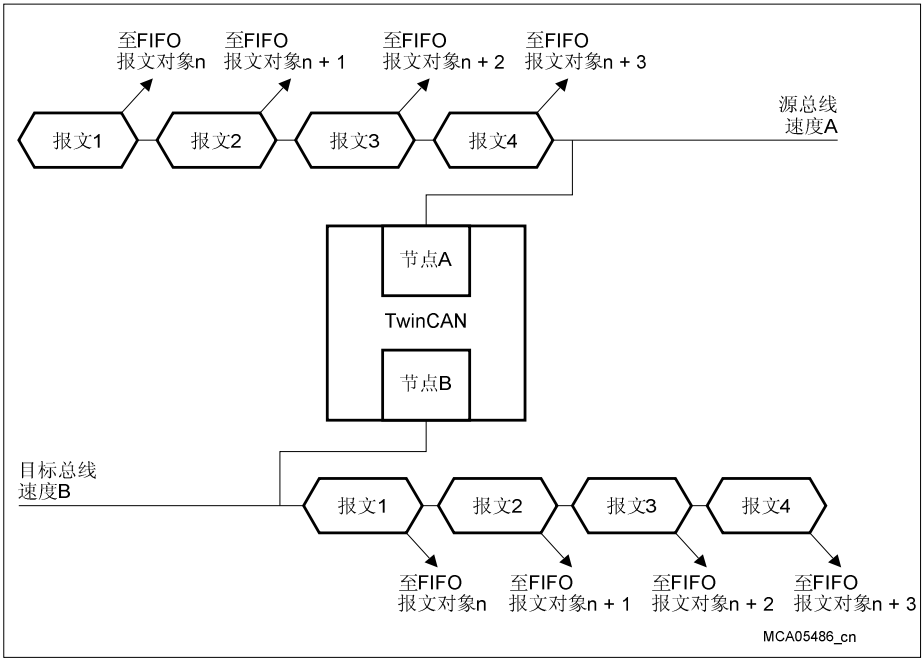 至FIFO
报文对象n
至FIFO
报文对象n + 1
至FIFO
报文对象n + 2
至FIFO
报文对象n + 3
报文1
报文2
报文3
报文4
源总线
速度A
节点A
TwinCAN
节点B
目标总线
速度B
报文1
报文2
报文3
报文4
至FIFO
报文对象n
至FIFO
报文对象n + 1
至FIFO
报文对象n + 2
至FIFO
报文对象n + 3
MCA05486_cn